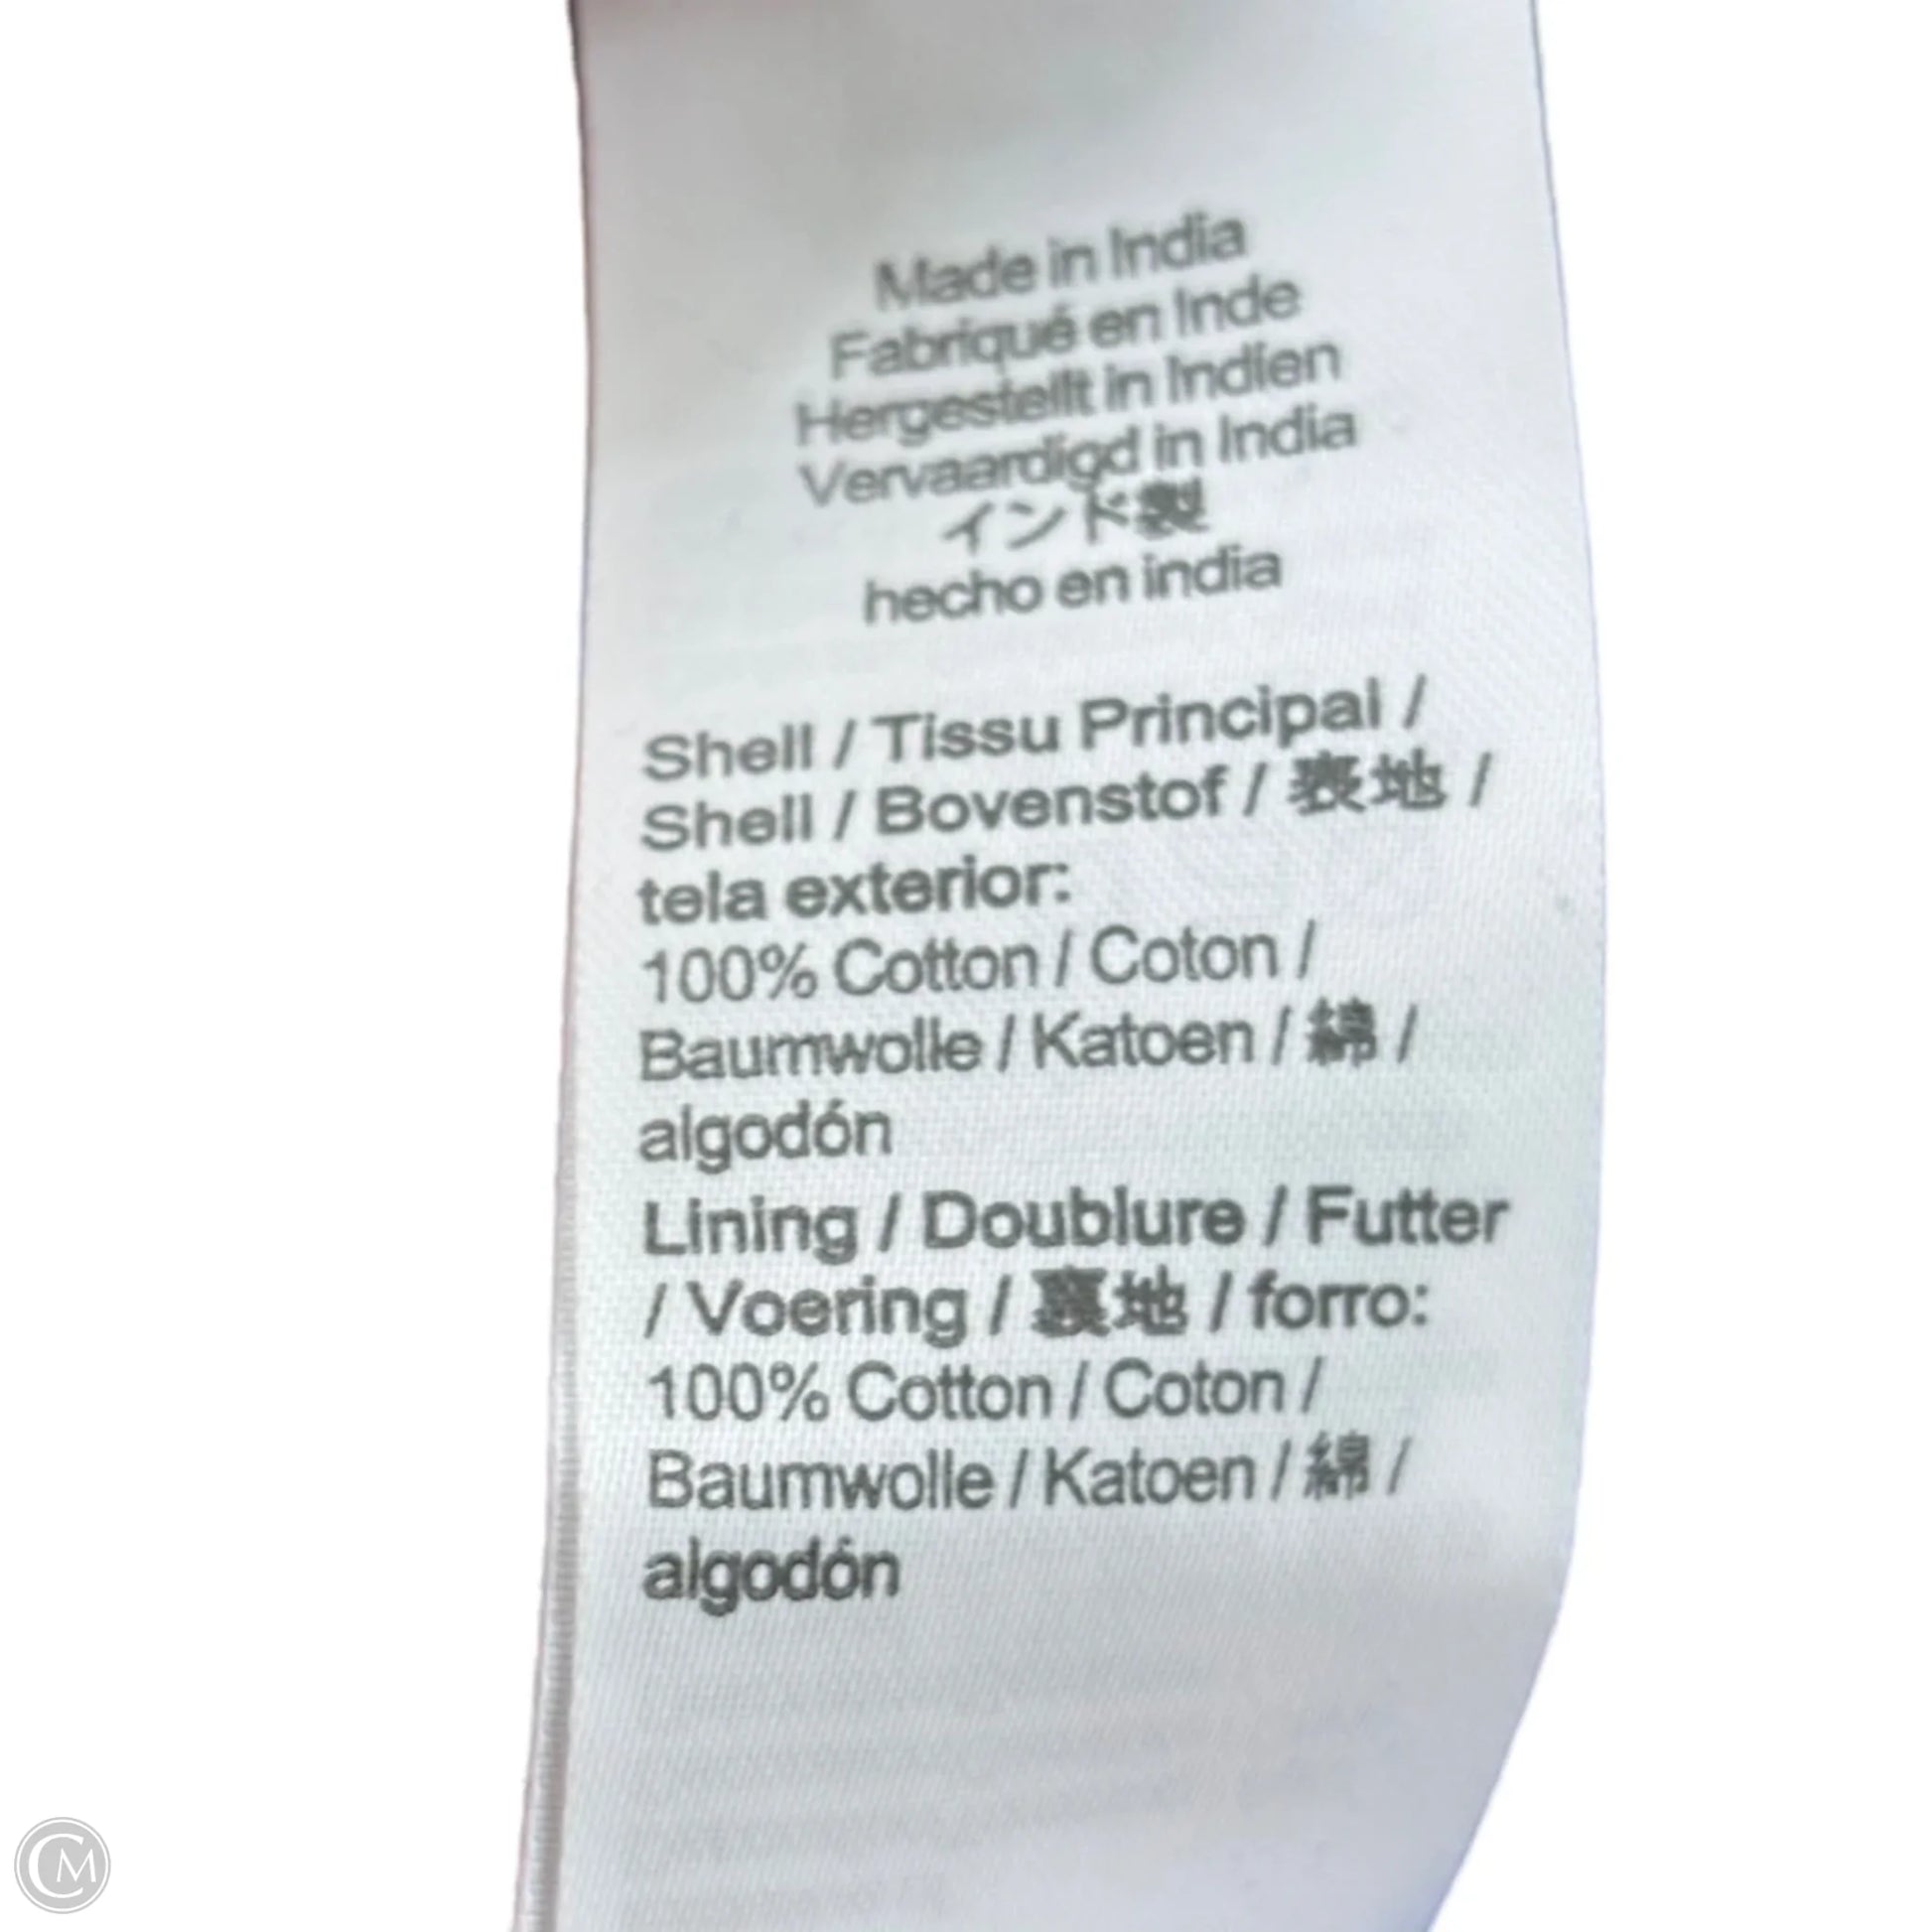 Made in India
Fabriqué en Inde
Hergestellt in Indien
Vervaardigd in India
インド製
hecho en india
Shell / Tissu Principal /
Shell / Bovenstof / 表地 /
tela exterior:
100% Cotton / Coton /
Baumwolle / Katoen / 綿 /
algodón
Lining / Doublure / Futter
/ Voering / 裏地 / forro:
100% Cotton / Coton /
Baumwolle / Katoen / 綿 /
algodón
CM